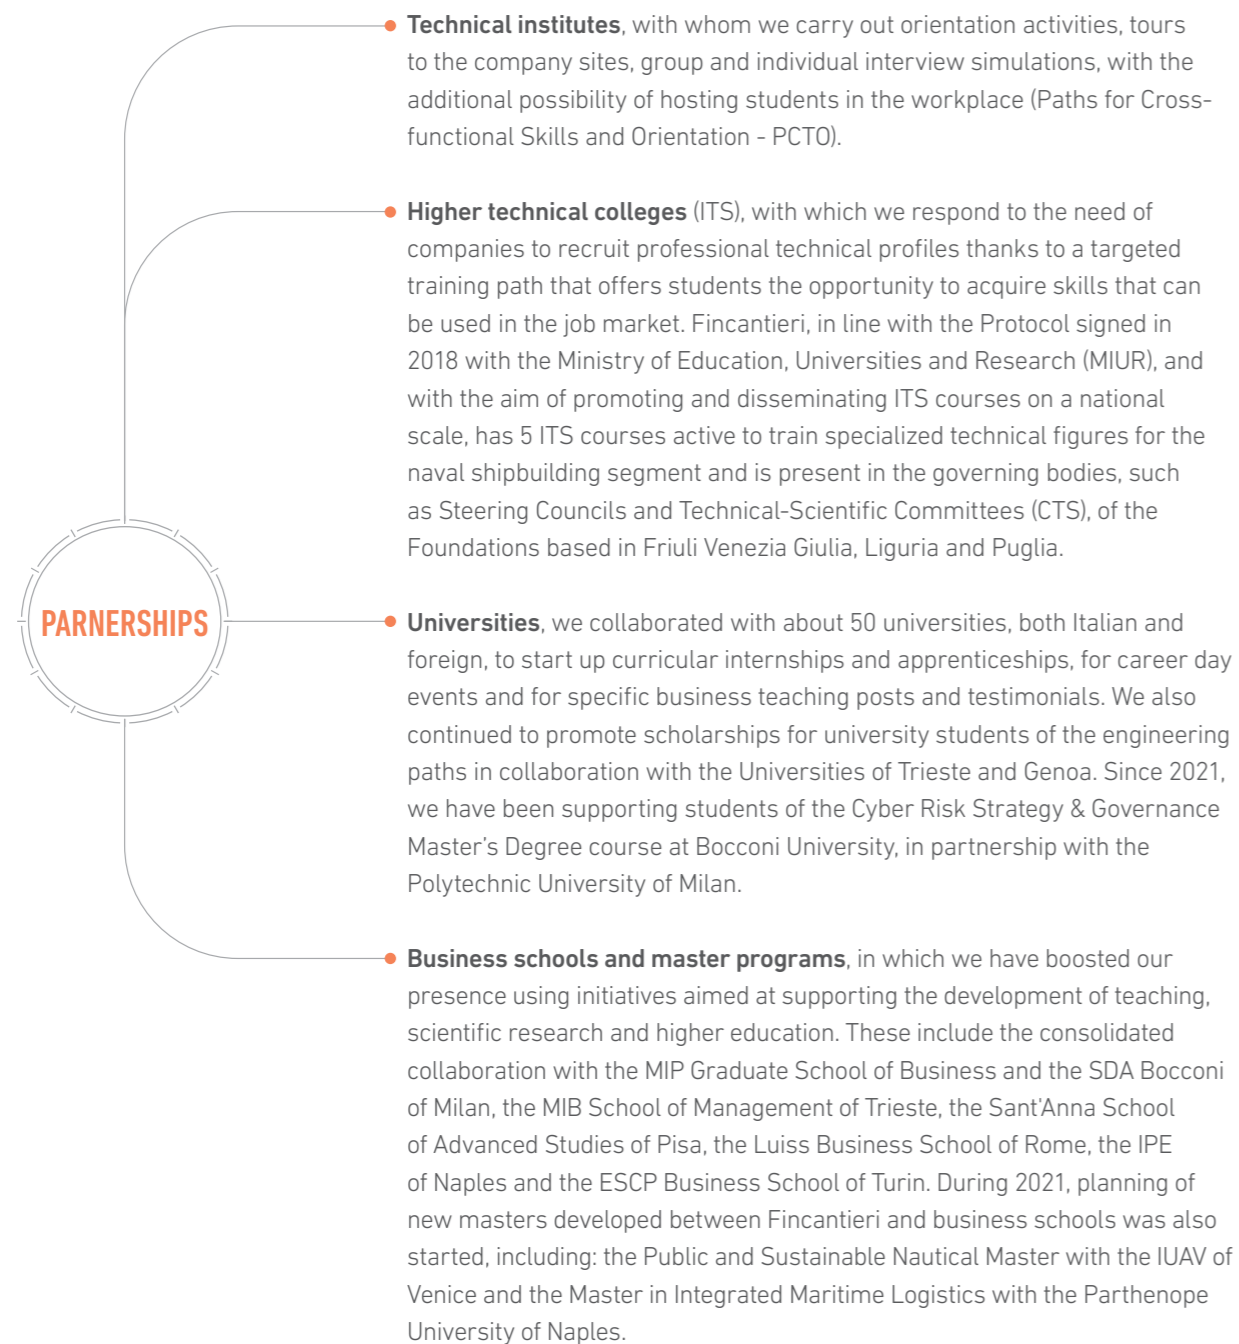 Technical institutes, with whom we carry out orientation activities, tours
to the company sites, group and individual interview simulations, with the
additional possibility of hosting students in the workplace (Paths for Cross-
functional Skills and Orientation - PCTO).
Higher technical colleges (ITS), with which we respond to the need of
companies to recruit professional technical profiles thanks to a targeted
training path that offers students the opportunity to acquire skills that can
be used in the job market. Fincantieri, in line with the Protocol signed in
2018 with the Ministry of Education, Universities and Research (MIUR), and
with the aim of promoting and disseminating ITS courses on a national
scale, has 5 ITS courses active to train specialized technical figures for the
naval shipbuilding segment and is present in the governing bodies, such
as Steering Councils and Technical-Scientific Committees (CTS), of the
Foundations based in Friuli Venezia Giulia, Liguria and Puglia.
PARNERSHIPS
Universities, we collaborated with about 50 universities, both Italian and
foreign, to start up curricular internships and apprenticeships, for career day
events and for specific business teaching posts and testimonials. We also
continued to promote scholarships for university students of the engineering
paths in collaboration with the Universities of Trieste and Genoa. Since 2021,
we have been supporting students of the Cyber Risk Strategy & Governance
Master’s Degree course at Bocconi University, in partnership with the
Polytechnic University of Milan.
Business schools and master programs, in which we have boosted our
presence using initiatives aimed at supporting the development of teaching,
scientific research and higher education. These include the consolidated
collaboration with the MIP Graduate School of Business and the SDA Bocconi
of Milan, the MIB School of Management of Trieste, the Sant'Anna School
of Advanced Studies of Pisa, the Luiss Business School of Rome, the IPE
of Naples and the ESCP Business School of Turin. During 2021, planning of
new masters developed between Fincantieri and business schools was also
started, including: the Public and Sustainable Nautical Master with the IUAV of
Venice and the Master in Integrated Maritime Logistics with the Parthenope
University of Naples.